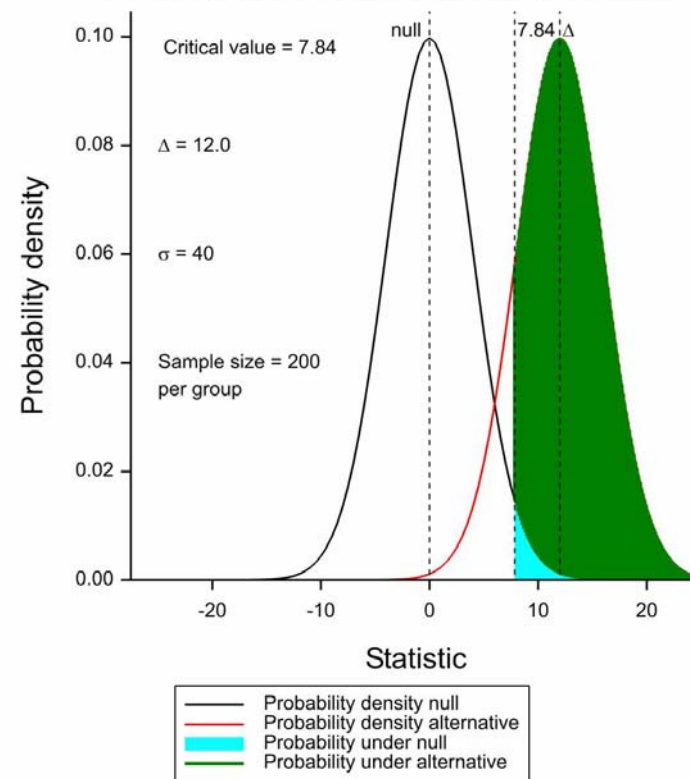 null
7.84 Δ
Critical value = 7.84
Δ = 12.0
σ = 40
Sample size = 200
per group
Probability density
0.10
0.08
0.06
0.04
0.02
0.00
-20 -10 0 10 20
Statistic
Probability density null
Probability density alternative
Probability under null
Probability under alternative